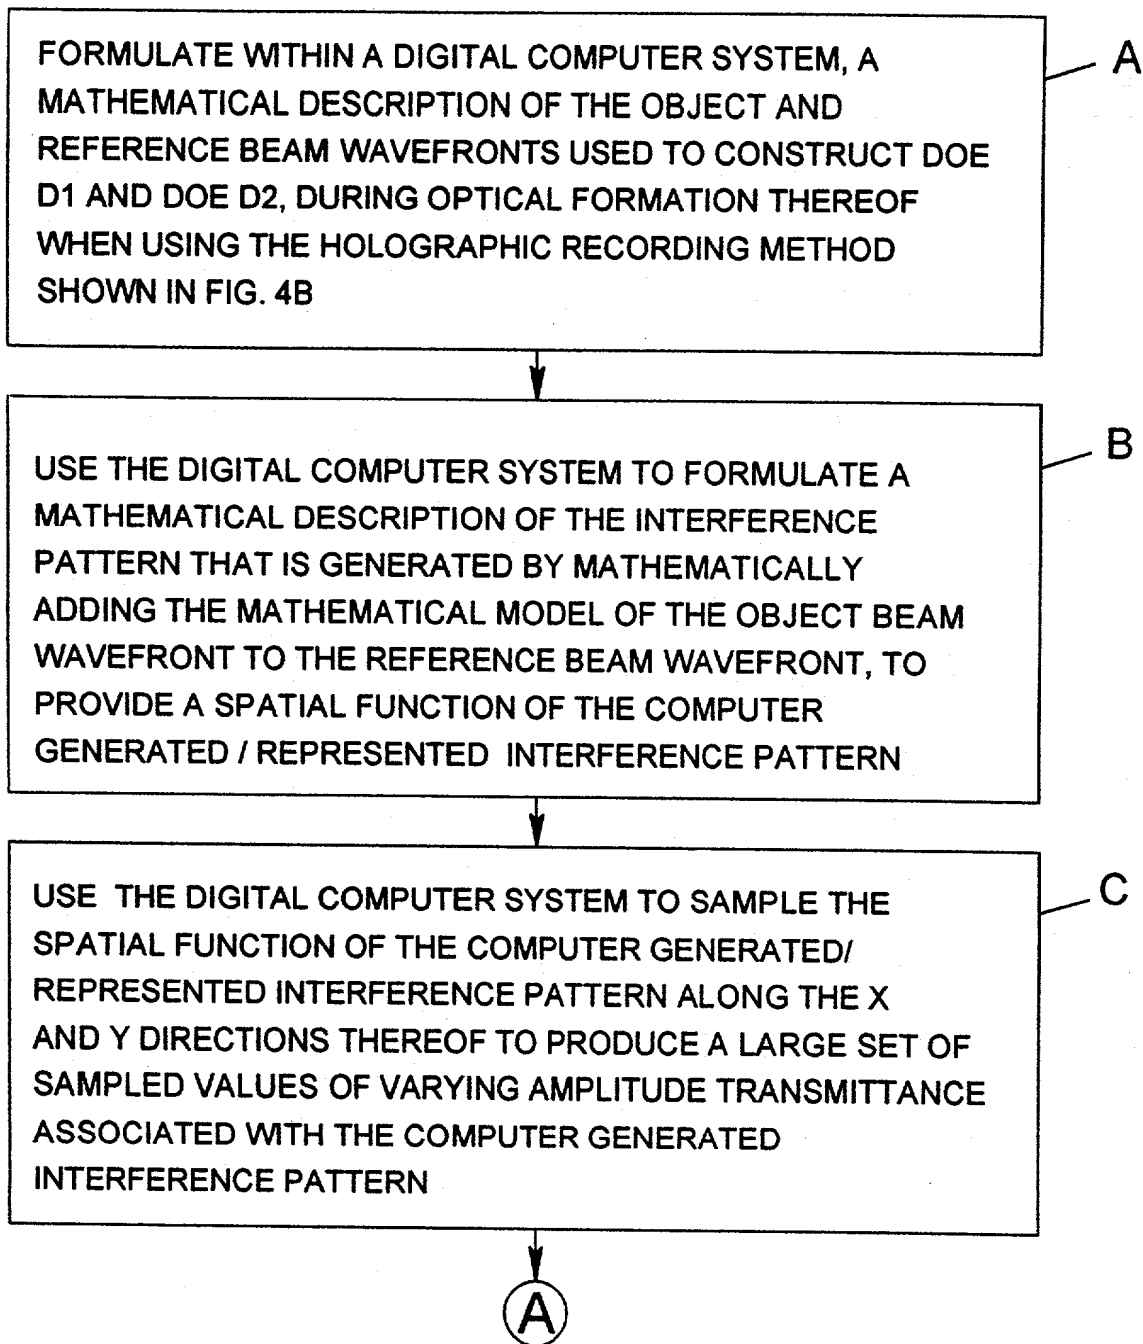 FORMULATE WITHIN A DIGITAL COMPUTER SYSTEM, A
MATHEMATICAL DESCRIPTION OF THE OBJECT AND
REFERENCE BEAM WAVEFRONTS USED TO CONSTRUCT DOE
D1 AND DOE D2, DURING OPTICAL FORMATION THEREOF
WHEN USING THE HOLOGRAPHIC RECORDING METHOD
SHOWN IN FIG. 4B
A
USE THE DIGITAL COMPUTER SYSTEM TO FORMULATE A
MATHEMATICAL DESCRIPTION OF THE INTERFERENCE
PATTERN THAT IS GENERATED BY MATHEMATICALLY
ADDING THE MATHEMATICAL MODEL OF THE OBJECT BEAM
WAVEFRONT TO THE REFERENCE BEAM WAVEFRONT, TO
PROVIDE A SPATIAL FUNCTION OF THE COMPUTER
GENERATED / REPRESENTED INTERFERENCE PATTERN
B
USE THE DIGITAL COMPUTER SYSTEM TO SAMPLE THE
SPATIAL FUNCTION OF THE COMPUTER GENERATED/
REPRESENTED INTERFERENCE PATTERN ALONG THE X
AND Y DIRECTIONS THEREOF TO PRODUCE A LARGE SET OF
SAMPLED VALUES OF VARYING AMPLITUDE TRANSMITTANCE
ASSOCIATED WITH THE COMPUTER GENERATED
INTERFERENCE PATTERN
C
A